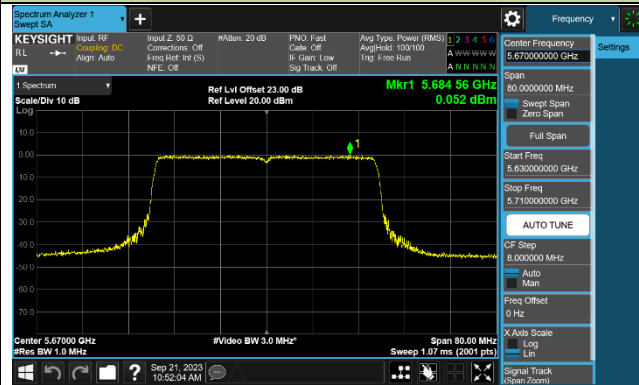 Spectrum Analyzer 1
Swept SA
Frequency
KEYSIGHT
RL
LXI
Input: RF
Coupling: DC
Align: Auto
Input Z: 50 Ω
Corrections: Off
Freq Ref: Int (S)
NFE: Off
#Atten: 20 dB
PNO: Fast
Gate: Off
IF Gain: Low
Sig Track: Off
Avg Type: Power (RMS)
Avg|Hold: 100/100
Trig: Free Run
1 2 3 4 5 6
A W W W W W
A N N N N N
1 Spectrum
Scale/Div 10 dB
Log
Ref Lvl Offset 23.00 dB
Ref Level 20.00 dBm
Mkr1 5.684 56 GHz
0.052 dBm
1
10.0
0.00
10.0
20.0
30.0
40.0
50.0
60.0
70.0
Center 5.67000 GHz
#Res BW 1.0 MHz
#Video BW 3.0 MHz*
Span 80.00 MHz
Sweep 1.07 ms (2001 pts)
Sep 21, 2023
10:52:04 AM
Center Frequency
5.670000000 GHz
Settings
Span
80.0000000 MHz
Swept Span
Zero Span
Full Span
Start Freq
5.630000000 GHz
Stop Freq
5.710000000 GHz
AUTO TUNE
CF Step
8.000000 MHz
Auto
Man
Freq Offset
0 Hz
X Axis Scale
Log
Lin
Signal Track
(Span Zoom)